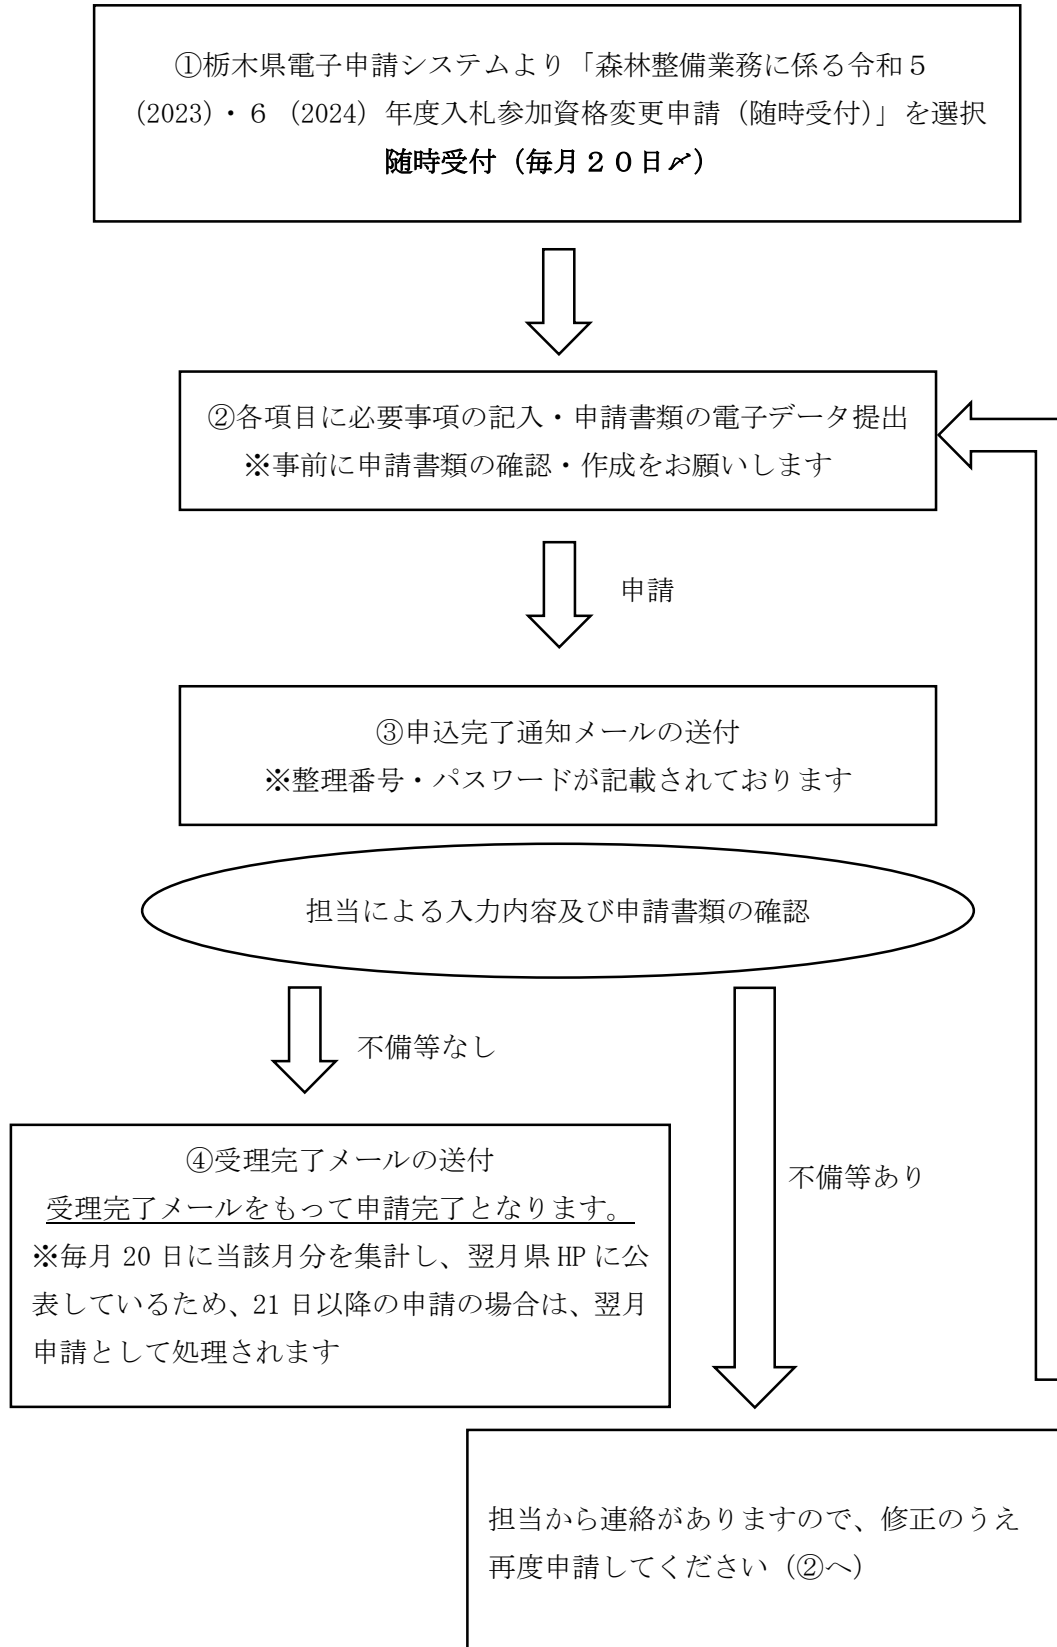 ①栃木県電子申請システムより「森林整備業務に係る令和５
(2023)・６ (2024) 年度入札参加資格変更申請（随時受付）」を選択
随時受付（毎月２０日〆）
②各項目に必要事項の記入・申請書類の電子データ提出
※事前に申請書類の確認・作成をお願いします
申請
③申込完了通知メールの送付
※整理番号・パスワードが記載されております
担当による入力内容及び申請書類の確認
不備等なし
④受理完了メールの送付
受理完了メールをもって申請完了となります。
※毎月 20 日に当該月分を集計し、翌月県 HP に公
表しているため、21 日以降の申請の場合は、翌月
申請として処理されます
不備等あり
担当から連絡がありますので、修正のうえ
再度申請してください（②へ）